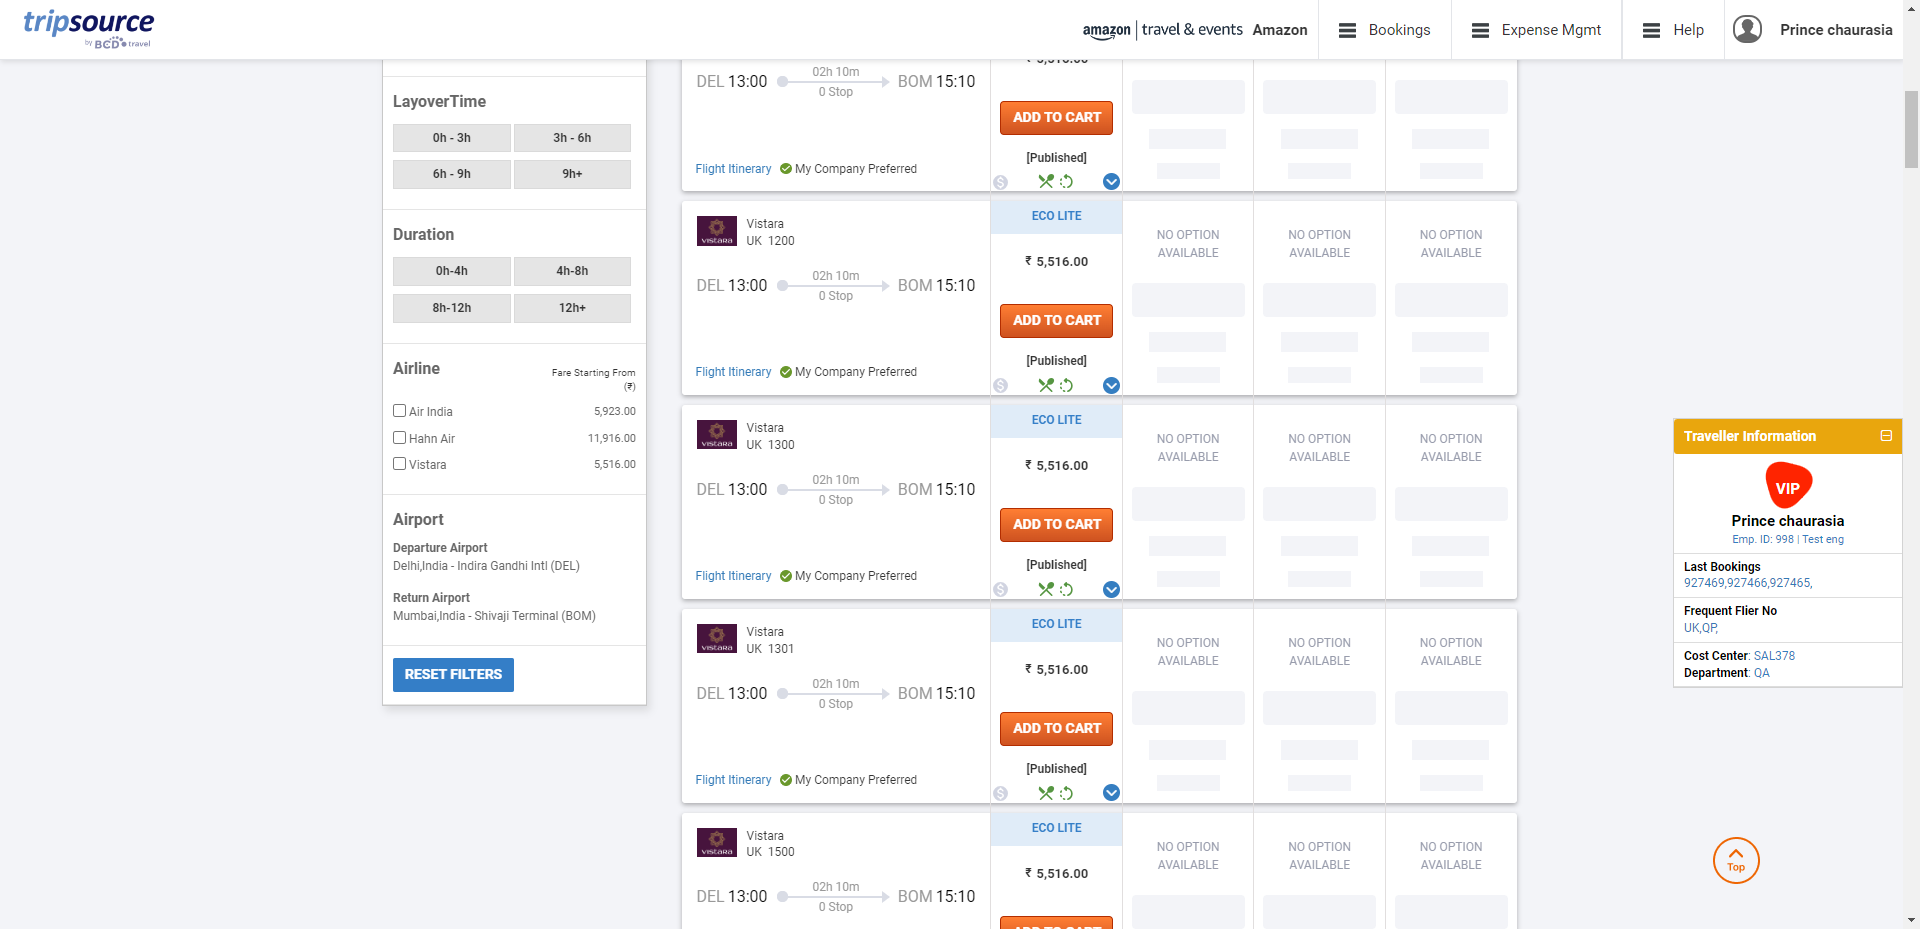 tripsource
by BCD travel
amazon | travel & events Amazon
Bookings
Expense Mgmt
Help
Prince chaurasia
LayoverTime
0h - 3h 3h - 6h
6h - 9h 9h+
Duration
0h-4h 4h-8h
8h-12h 12h+
Airline Fare Starting From
(₹)
Air India 5,923.00
Hahn Air 11,916.00
Vistara 5,516.00
Airport
Departure Airport
Delhi,India - Indira Gandhi Intl (DEL)
Return Airport
Mumbai,India - Shivaji Terminal (BOM)
RESET FILTERS
₹ 5,516.00
02h 10m
DEL 13:00 BOM 15:10
0 Stop
ADD TO CART
[Published]
Flight Itinerary My Company Preferred
VISTARA
Vistara
UK 1200
ECO LITE
NO OPTION AVAILABLE
NO OPTION AVAILABLE
NO OPTION AVAILABLE
₹ 5,516.00
02h 10m
DEL 13:00 BOM 15:10
0 Stop
ADD TO CART
[Published]
Flight Itinerary My Company Preferred
VISTARA
Vistara
UK 1300
ECO LITE
NO OPTION AVAILABLE
NO OPTION AVAILABLE
NO OPTION AVAILABLE
₹ 5,516.00
02h 10m
DEL 13:00 BOM 15:10
0 Stop
ADD TO CART
[Published]
Flight Itinerary My Company Preferred
VISTARA
Vistara
UK 1301
ECO LITE
NO OPTION AVAILABLE
NO OPTION AVAILABLE
NO OPTION AVAILABLE
₹ 5,516.00
02h 10m
DEL 13:00 BOM 15:10
0 Stop
ADD TO CART
[Published]
Flight Itinerary My Company Preferred
VISTARA
Vistara
UK 1500
ECO LITE
NO OPTION AVAILABLE
NO OPTION AVAILABLE
NO OPTION AVAILABLE
₹ 5,516.00
02h 10m
DEL 13:00 BOM 15:10
0 Stop
ADD TO CART
Traveller Information
VIP
Prince chaurasia
Emp. ID: 998 | Test eng
Last Bookings
927469,927466,927465,
Frequent Flier No
UK,QP,
Cost Center: SAL378
Department: QA
Top